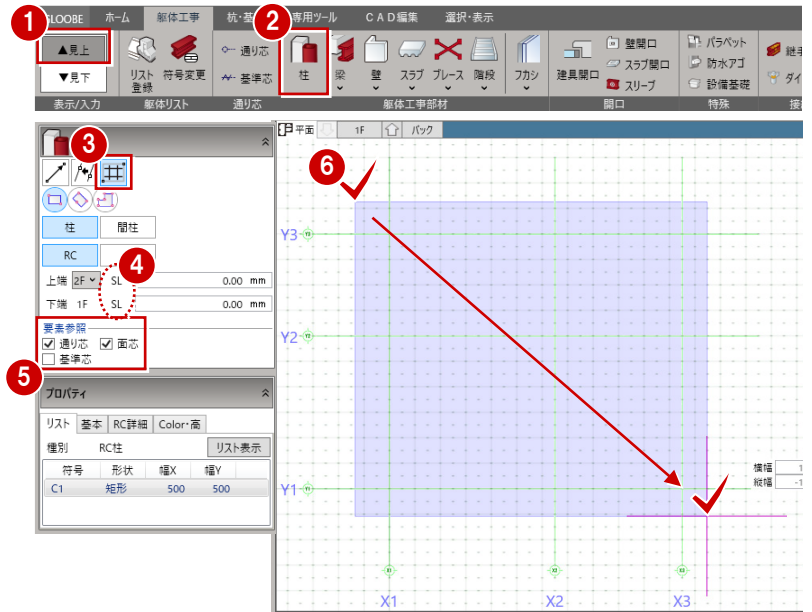 1
2
GLOOBE ホーム 躯体工事 杭・基 専用ツール CAD編集 選択・表示
▲見上
▼見下
表示/入力
リスト
登録
符号変更
躯体リスト
通り芯
基準芯
通り芯
柱
梁
壁
スラブ
ブレース
階段
フカシ
躯体工事部材
建具開口
壁開口
スラブ開口
スリーブ
開口
パラペット
防水アゴ
設備基礎
特殊
継手
ダイ
接
3
柱 間柱
RC
4
上端 2F SL 0.00 mm
下端 1F SL 0.00 mm
要素参照
通り芯 面芯
基準芯
5
プロパティ
リスト 基本 RC詳細 Color・高
種別 RC柱 リスト表示
符号 形状 幅X 幅Y
C1 矩形 500 500
平面 1F バック
6
Y3 Y3
Y2 Y2
Y1 Y1
横幅 1
縦幅 -1
X1 X2 X3
X1 X2 X3